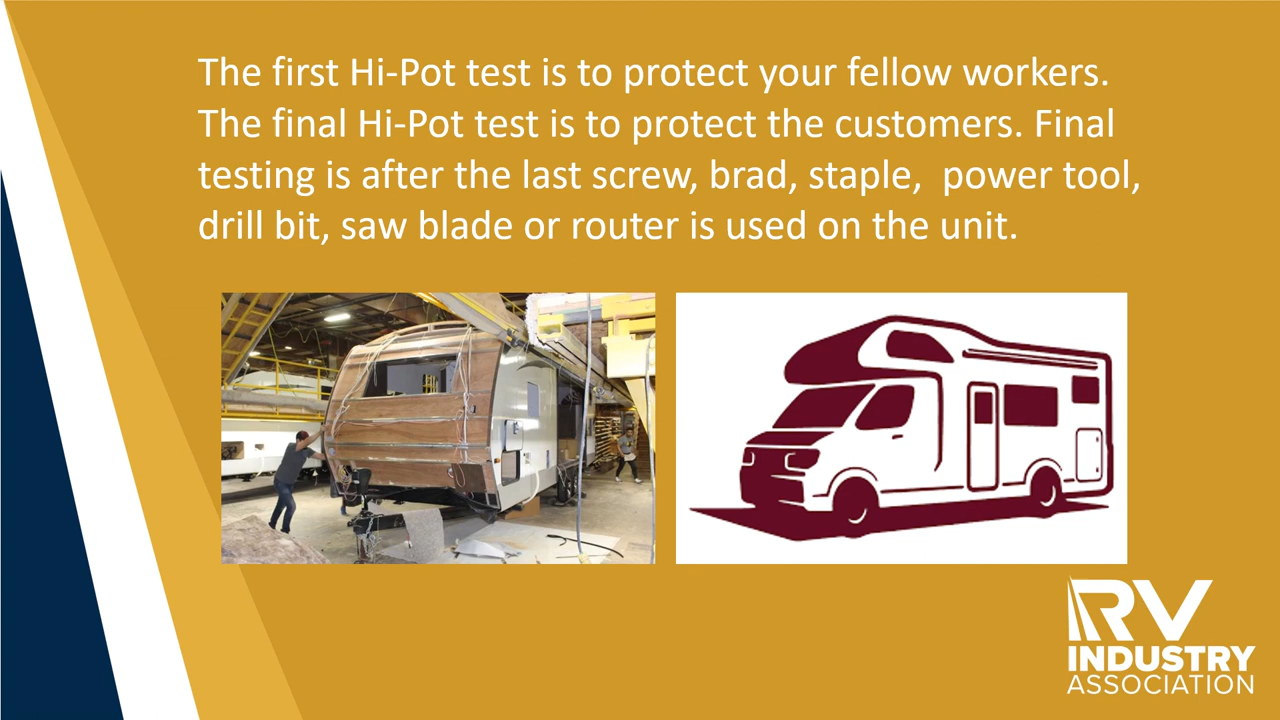 The first Hi-Pot test is to protect your fellow workers.
The final Hi-Pot test is to protect the customers. Final
testing is after the last screw, brad, staple,  power tool,
drill bit, saw blade or router is used on the unit.
RV
INDUSTRY
ASSOCIATION